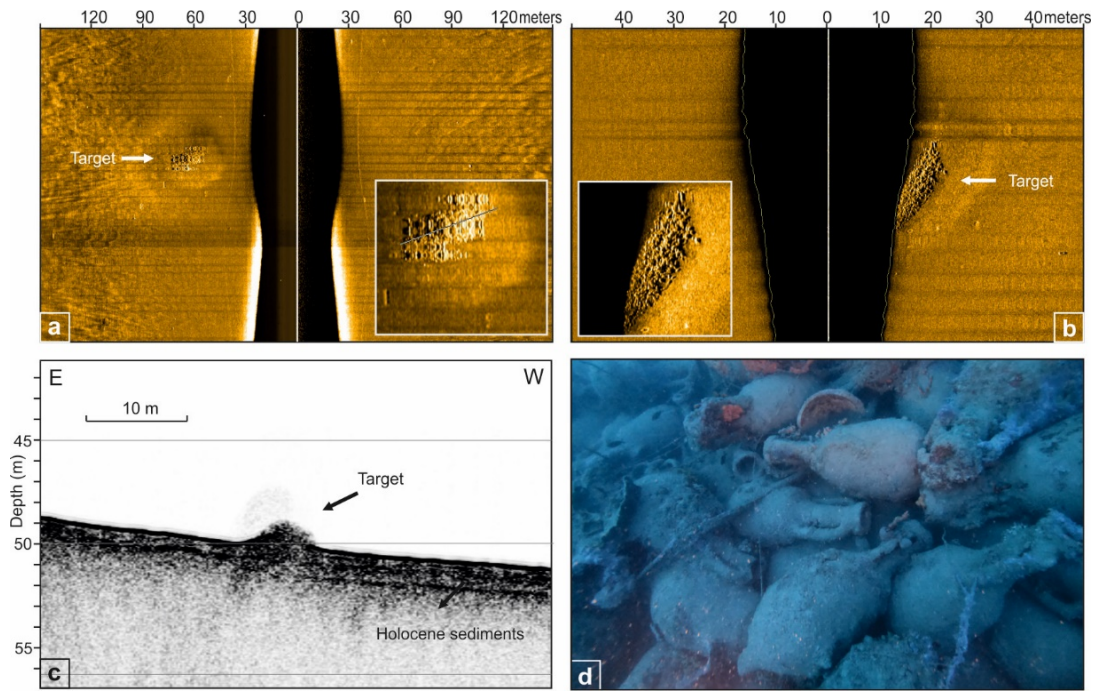 120 90 60 30 0 30 60 90 120 meters
40 30 20 10 0 10 20 30 40 meters
Target
a
Target
b
E
W
10 m
45
Target
Depth (m)
50
Holocene sediments
55
c
d